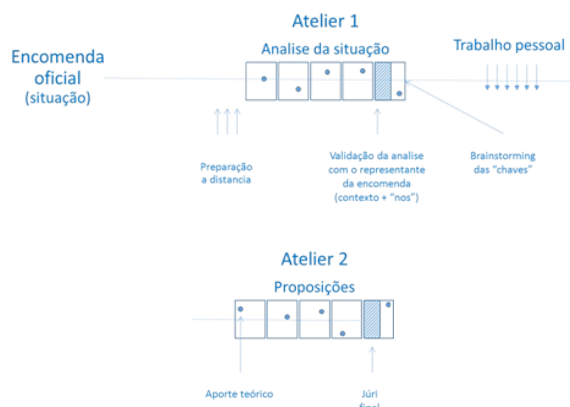 Atelier 1
Analise da situação
Trabalho pessoal
Encomenda
oficial
(situação)
Preparação
a distancia
Validação da analise
com o representante
da encomenda
(contexto + “nos”)
Brainstorming
das “chaves”
Atelier 2
Proposições
Aporte teórico
Júri
final